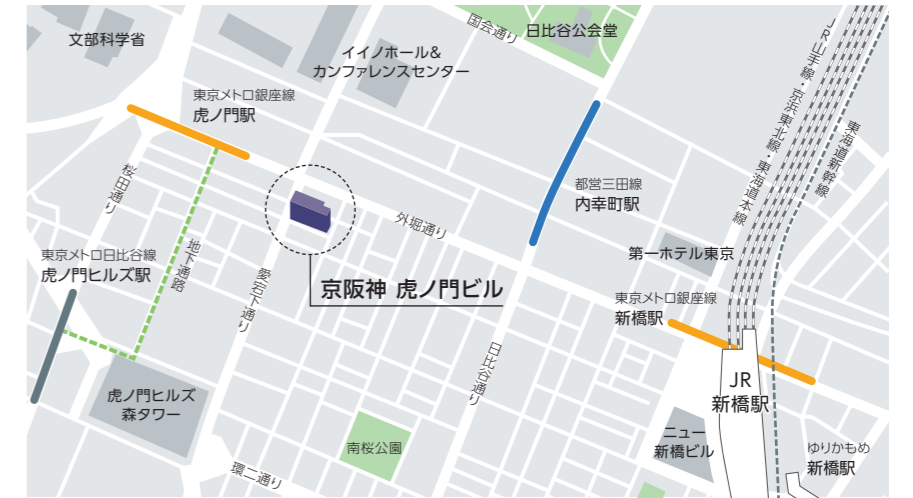 文部科学省
イイノホール&
カンファレンスセンター
国会通り
日比谷公会堂
JR山手線・京浜東北線・東海道本線
東海道新幹線
東京メトロ銀座線
虎ノ門駅
桜田通り
都営三田線
内幸町駅
外堀通り
第一ホテル東京
東京メトロ日比谷線
虎ノ門ヒルズ駅
地下通路
愛宕下通り
京阪神 虎ノ門ビル
東京メトロ銀座線
新橋駅
日比谷通り
虎ノ門ヒルズ
森タワー
JR
新橋駅
南桜公園
ニュー
新橋ビル
ゆりかもめ
新橋駅
環二通り